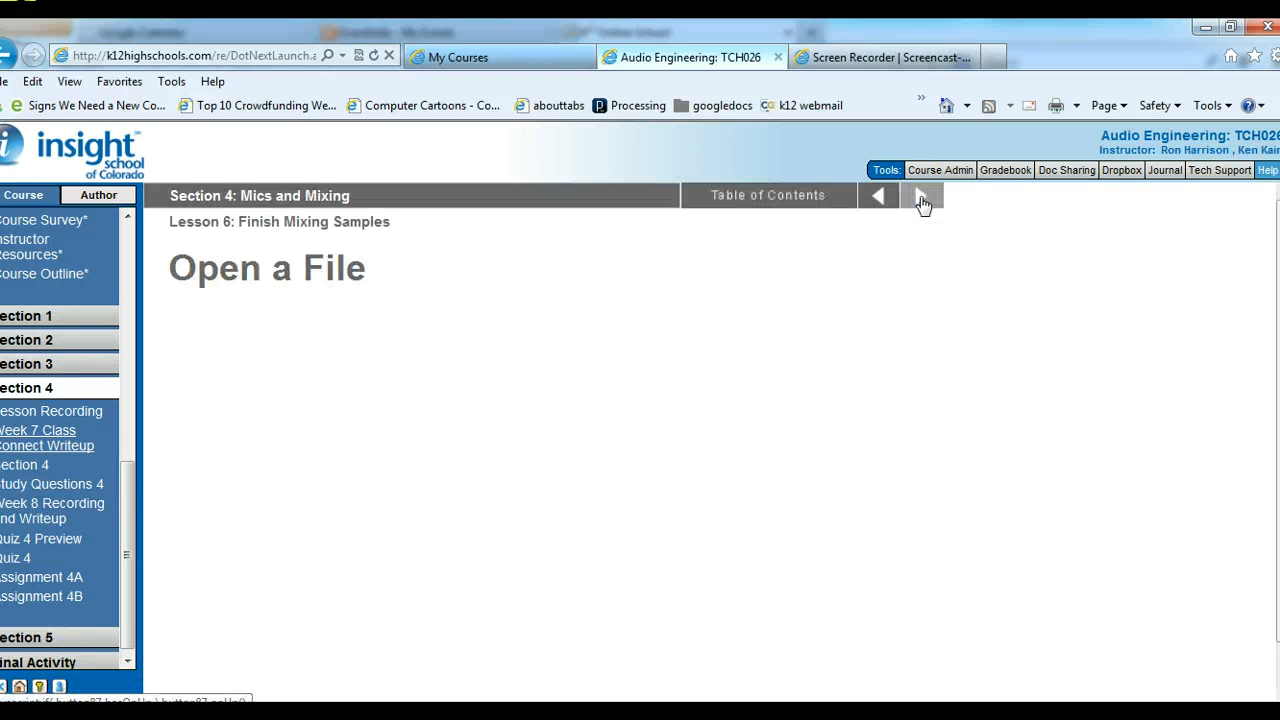 http://k12highschools.com/re/DotNextLaunch.a
My Courses
Audio Engineering: TCH026
Screen Recorder | Screencast-...
le Edit View Favorites Tools Help
Signs We Need a New Co...
Top 10 Crowdfunding We...
Computer Cartoons - Co...
abouttabs
Processing
googledocs
k12 webmail
Page Safety Tools
insight
school
of Colorado
Audio Engineering: TCH026
Instructor: Ron Harrison , Ken Kair
Tools: Course Admin Gradebook Doc Sharing Dropbox Journal Tech Support Help
Course Author
Section 4: Mics and Mixing
Table of Contents
Lesson 6: Finish Mixing Samples
Open a File
ourse Survey*
nstructor
esources*
ourse Outline*
ection 1
ection 2
ection 3
ection 4
esson Recording
Week 7 Class
onnect Writeup
ection 4
tudy Questions 4
Week 8 Recording
nd Writeup
uiz 4 Preview
uiz 4
ssignment 4A
ssignment 4B
ection 5
inal Activity